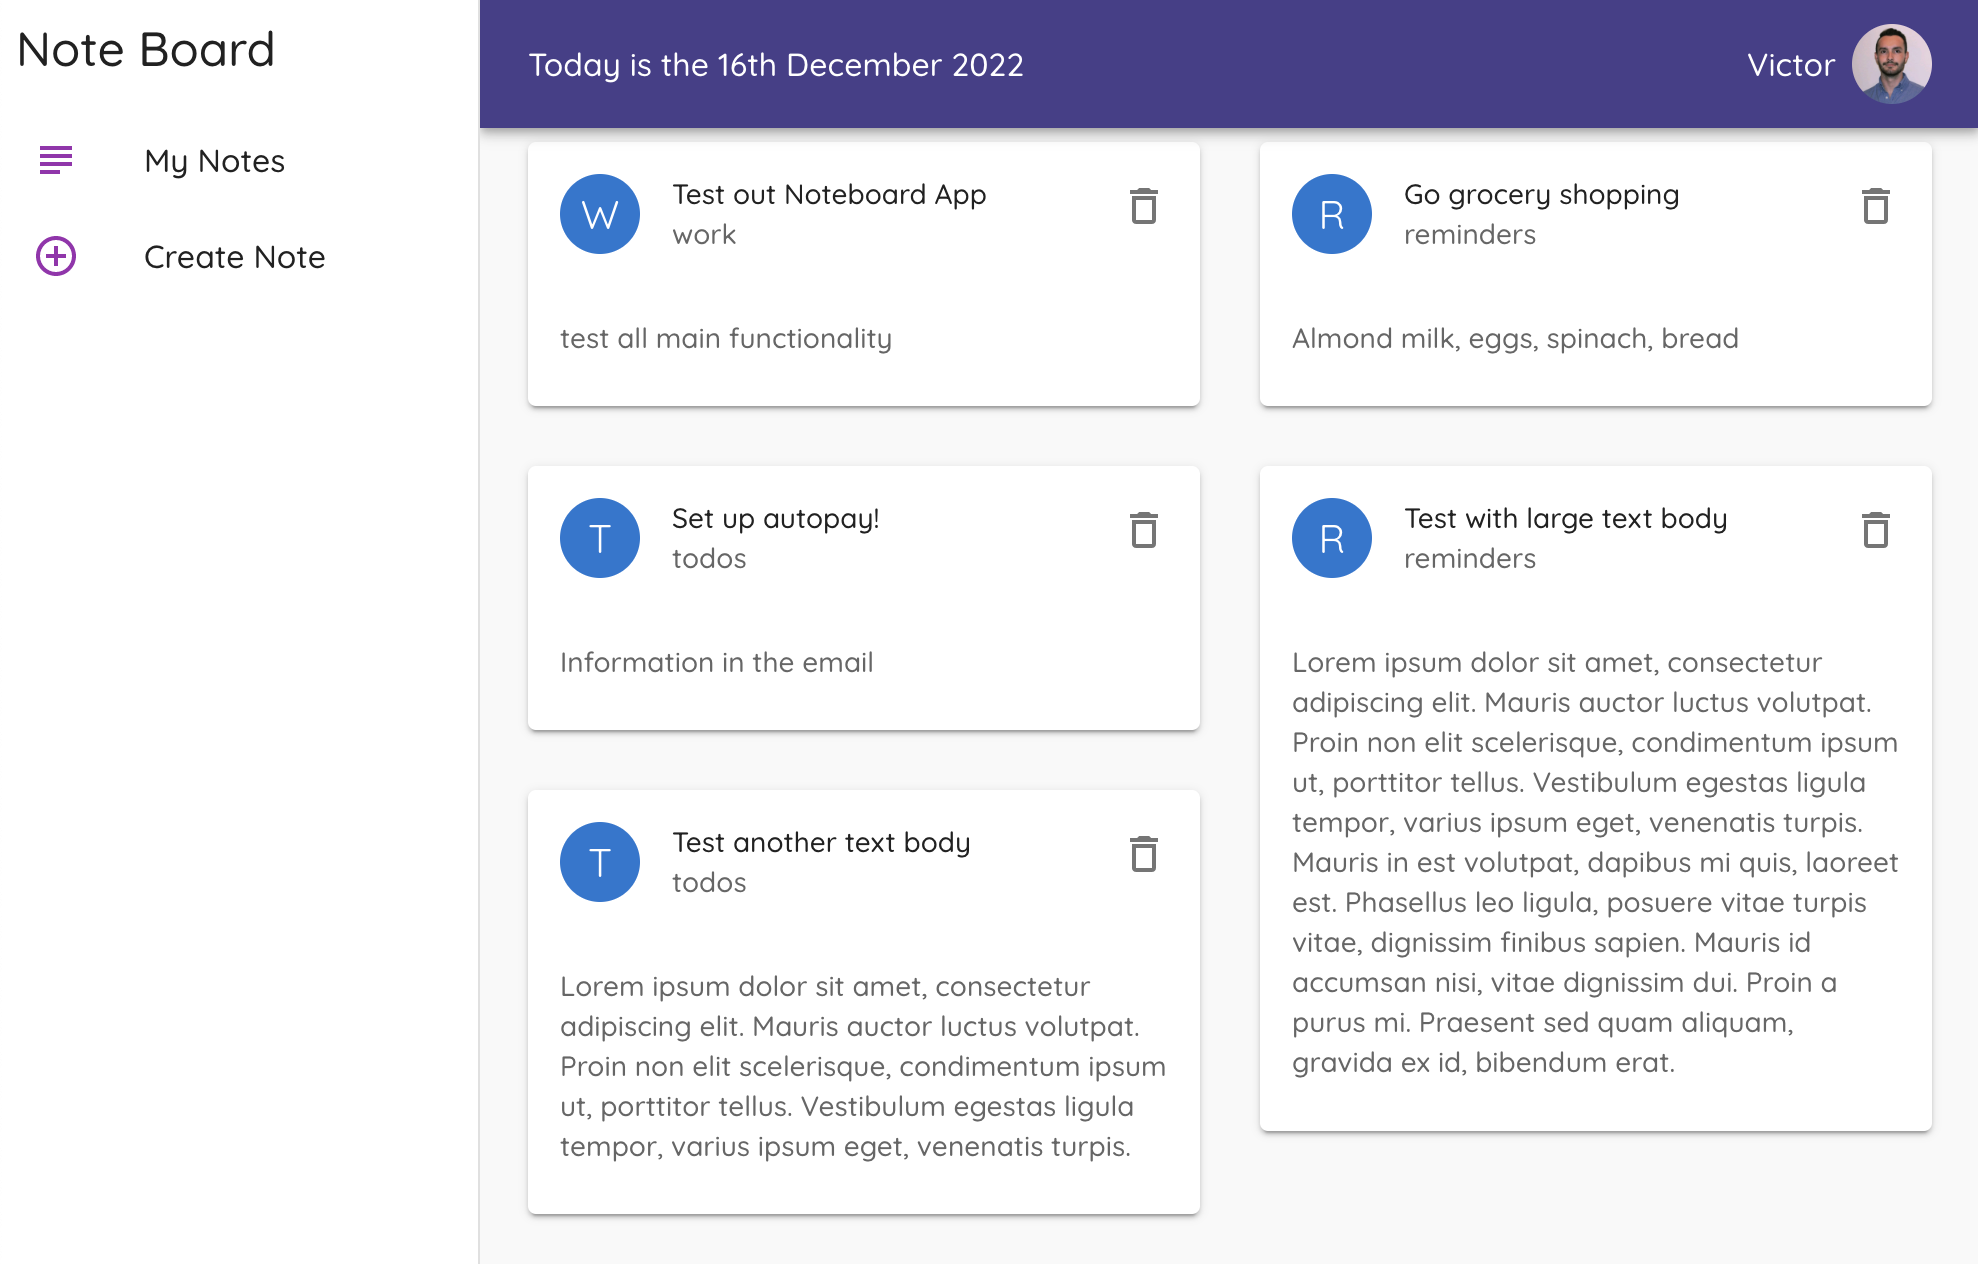 Note Board
My Notes
Create Note
Today is the 16th December 2022
Victor
W
Test out Noteboard App
work
test all main functionality
R
Go grocery shopping
reminders
Almond milk, eggs, spinach, bread
T
Set up autopay!
todos
Information in the email
R
Test with large text body
reminders
Lorem ipsum dolor sit amet, consectetur
adipiscing elit. Mauris auctor luctus volutpat.
Proin non elit scelerisque, condimentum ipsum
ut, porttitor tellus. Vestibulum egestas ligula
tempor, varius ipsum eget, venenatis turpis.
Mauris in est volutpat, dapibus mi quis, laoreet
est. Phasellus leo ligula, posuere vitae turpis
vitae, dignissim finibus sapien. Mauris id
accumsan nisi, vitae dignissim dui. Proin a
purus mi. Praesent sed quam aliquam,
gravida ex id, bibendum erat.
T
Test another text body
todos
Lorem ipsum dolor sit amet, consectetur
adipiscing elit. Mauris auctor luctus volutpat.
Proin non elit scelerisque, condimentum ipsum
ut, porttitor tellus. Vestibulum egestas ligula
tempor, varius ipsum eget, venenatis turpis.